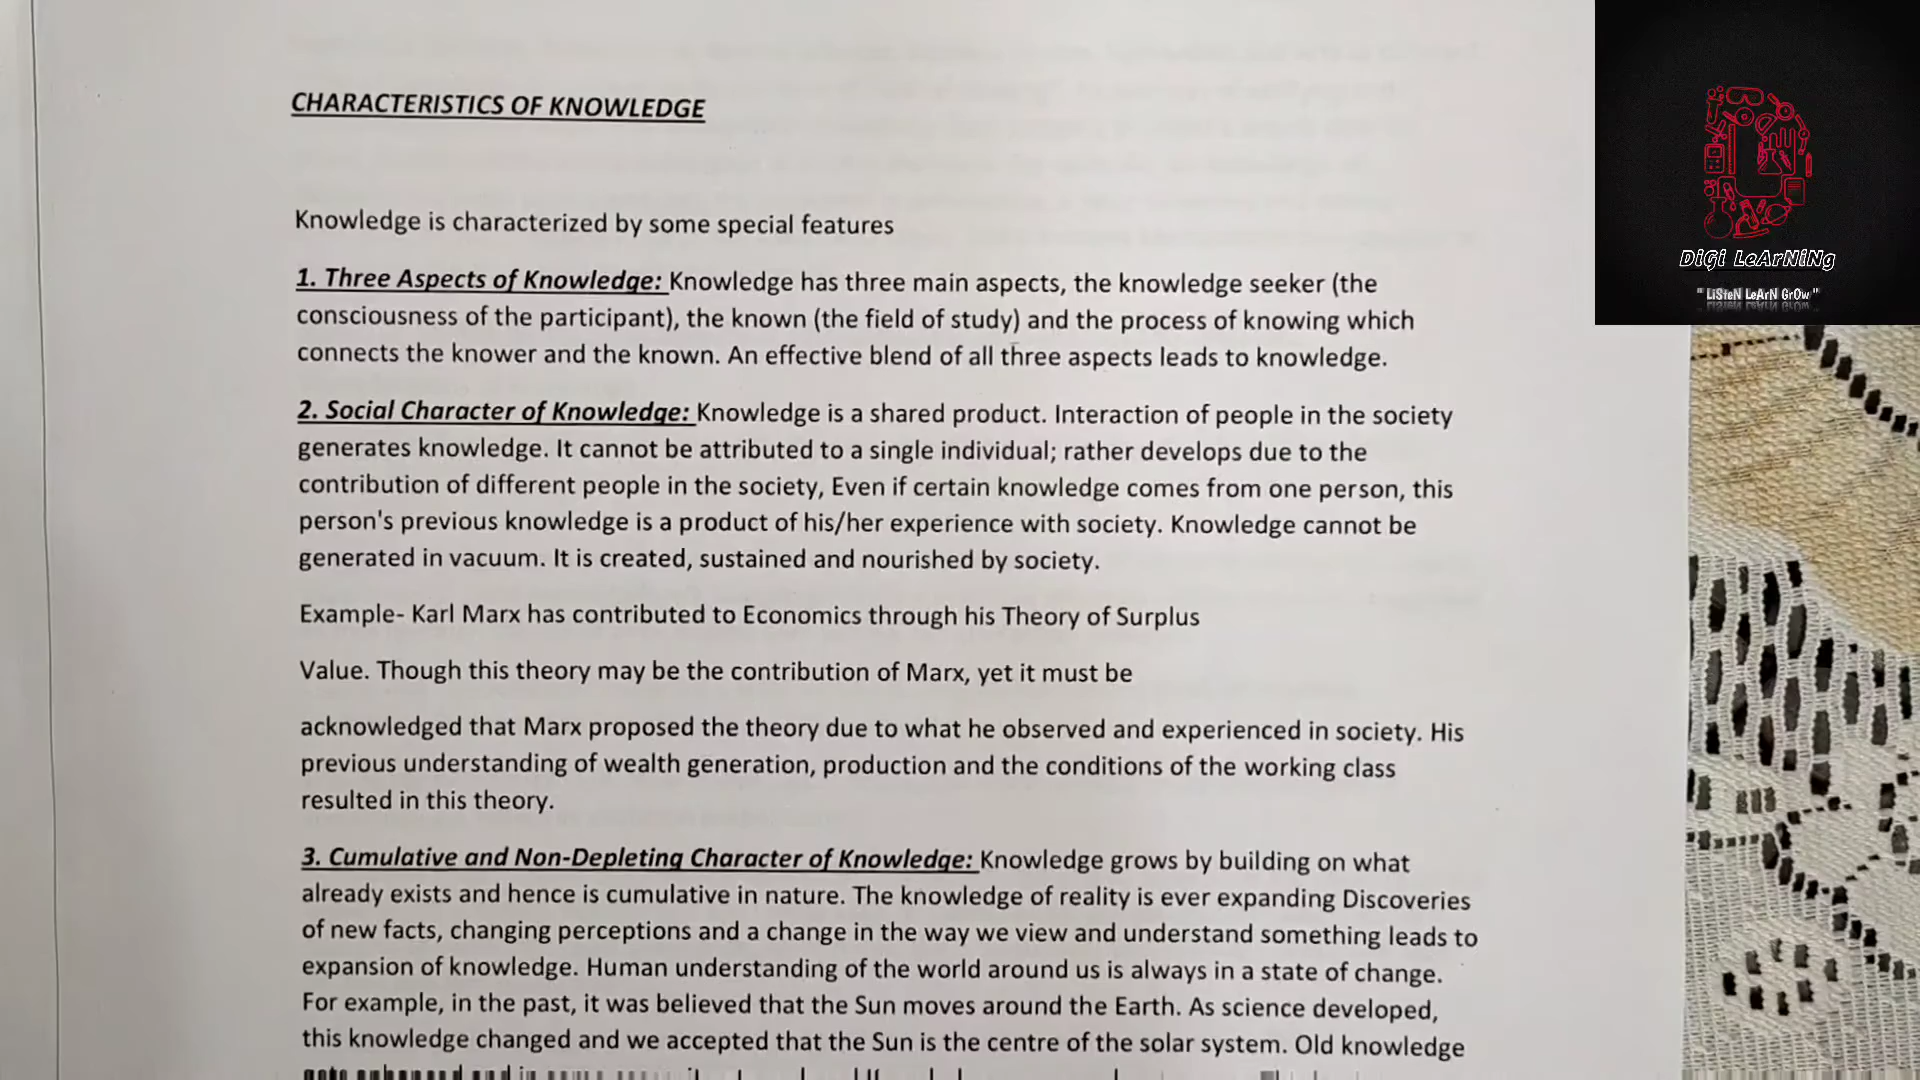 CHARACTERISTICS OF KNOWLEDGE
Knowledge is characterized by some special features
1. Three Aspects of Knowledge: Knowledge has three main aspects, the knowledge seeker (the
consciousness of the participant), the known (the field of study) and the process of knowing which
connects the knower and the known. An effective blend of all three aspects leads to knowledge.
2. Social Character of Knowledge: Knowledge is a shared product. Interaction of people in the society
generates knowledge. It cannot be attributed to a single individual; rather develops due to the
contribution of different people in the society, Even if certain knowledge comes from one person, this
person's previous knowledge is a product of his/her experience with society. Knowledge cannot be
generated in vacuum. It is created, sustained and nourished by society.
Example- Karl Marx has contributed to Economics through his Theory of Surplus
Value. Though this theory may be the contribution of Marx, yet it must be
acknowledged that Marx proposed the theory due to what he observed and experienced in society. His
previous understanding of wealth generation, production and the conditions of the working class
resulted in this theory.
3. Cumulative and Non-Depleting Character of Knowledge: Knowledge grows by building on what
already exists and hence is cumulative in nature. The knowledge of reality is ever expanding Discoveries
of new facts, changing perceptions and a change in the way we view and understand something leads to
expansion of knowledge. Human understanding of the world around us is always in a state of change.
For example, in the past, it was believed that the Sun moves around the Earth. As science developed,
this knowledge changed and we accepted that the Sun is the centre of the solar system. Old knowledge
DiGi LeArNiNg
" LiSteN LeArN GrOw "